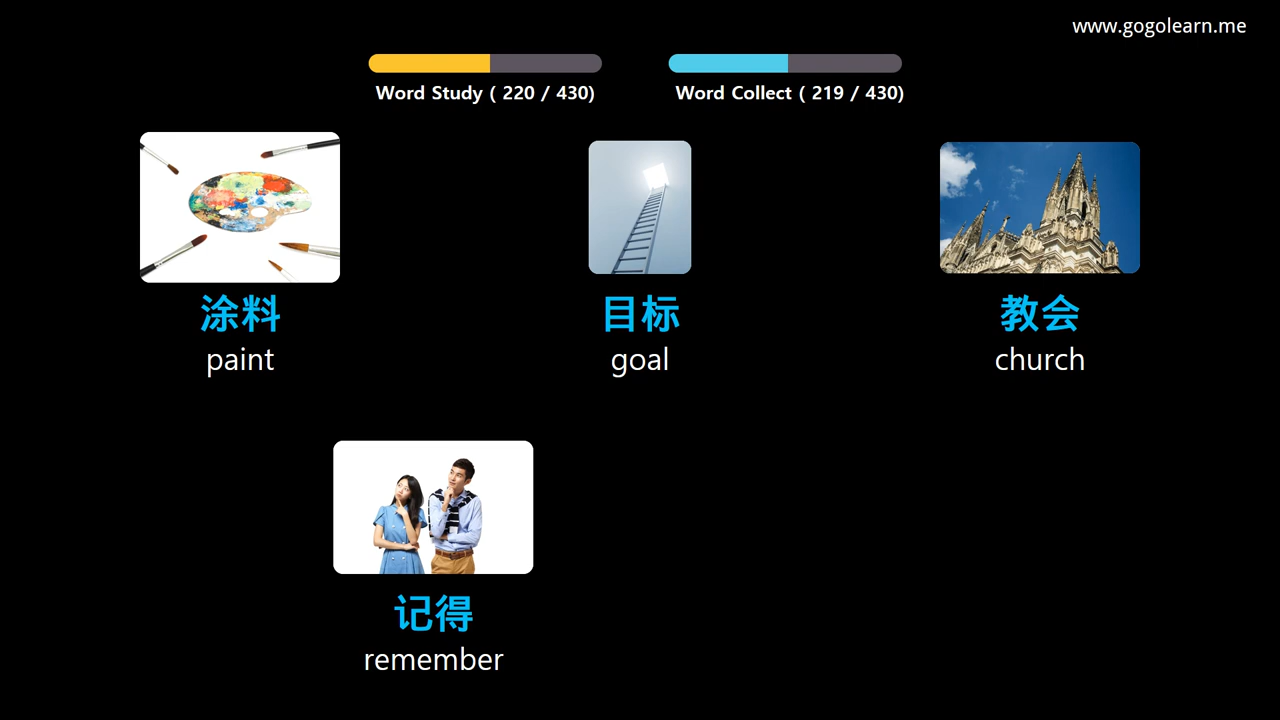 www.gogolearn.me
Word Study ( 220 / 430)
Word Collect ( 219 / 430)
涂料
paint
目标
goal
教会
church
记得
remember